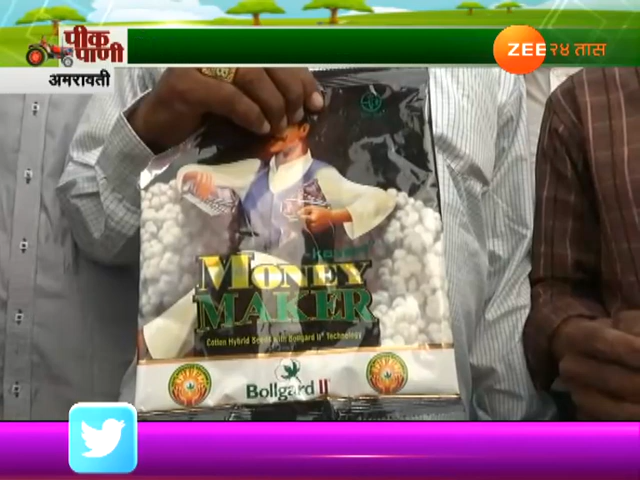 पीक
पाणी
ZEE २४ तास
अमरावती
MONEY
MAKER
Cotton Hybrid Seeds with Bollgard II Technology
Bollgard II